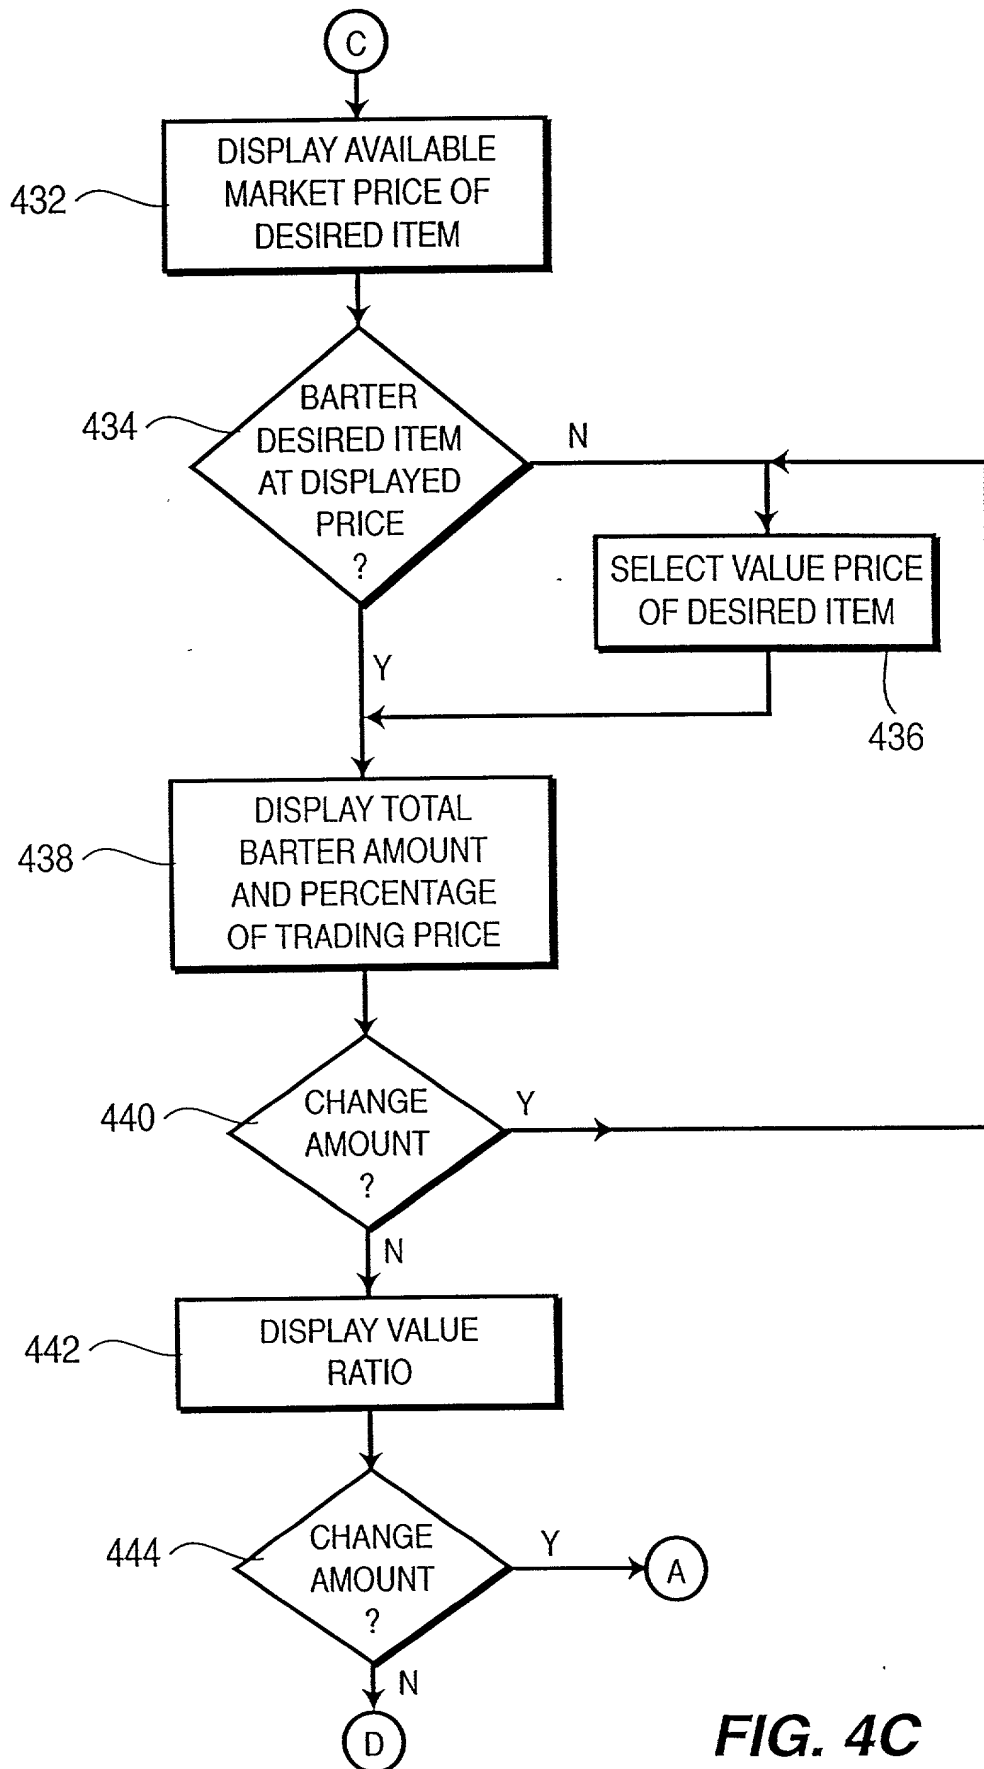 C
DISPLAY AVAILABLE
MARKET PRICE OF
DESIRED ITEM
432
BARTER
DESIRED ITEM
AT DISPLAYED
PRICE
?
434
N
SELECT VALUE PRICE
OF DESIRED ITEM
436
Y
DISPLAY TOTAL
BARTER AMOUNT
AND PERCENTAGE
OF TRADING PRICE
438
CHANGE
AMOUNT
?
440
Y
N
DISPLAY VALUE
RATIO
442
CHANGE
AMOUNT
?
444
Y
A
N
D
FIG. 4C